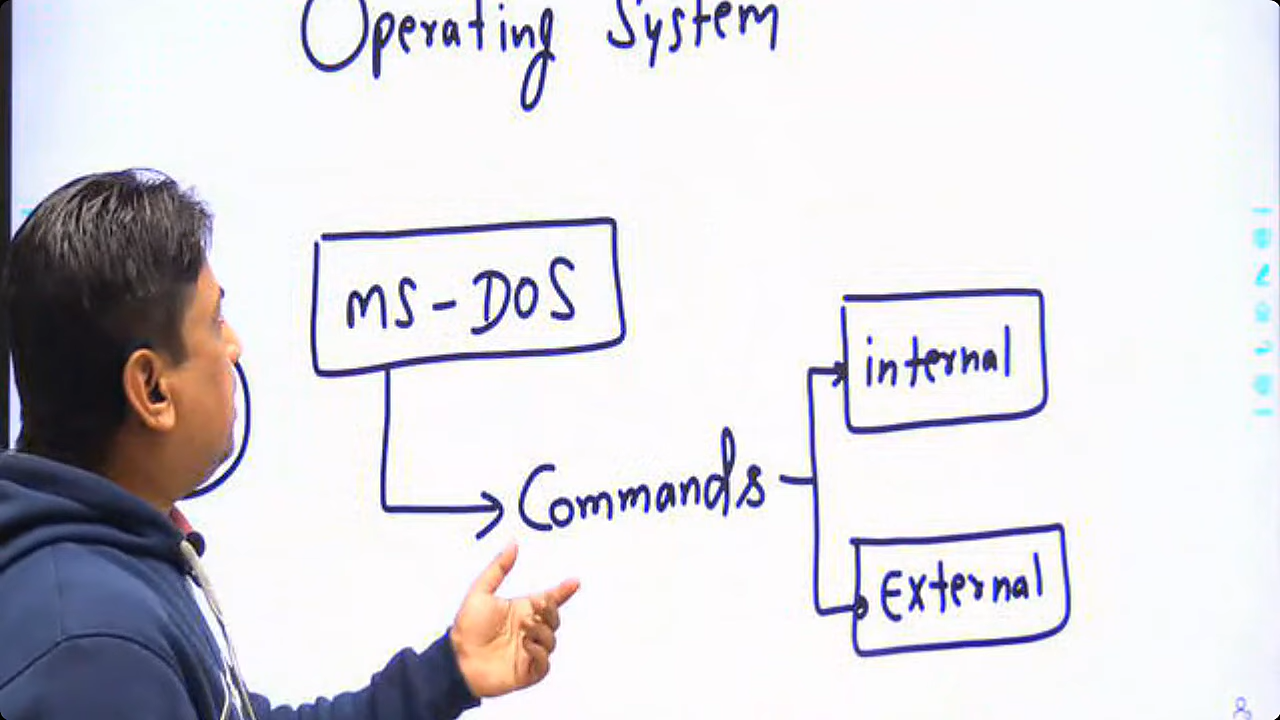 Operating System
MS-DOS
internal
Commands
External